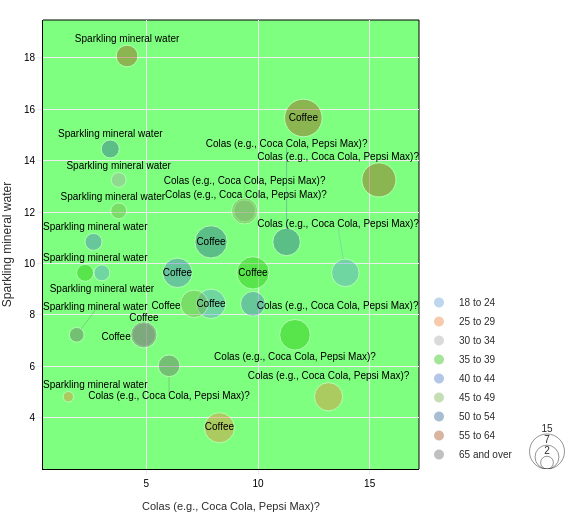 Sparkling mineral water
18
16
Coffee
Sparkling mineral water
Colas (e.g., Coca Cola, Pepsi Max)?
14
Colas (e.g., Coca Cola, Pepsi Max)?
Sparkling mineral water
Colas (e.g., Coca Cola, Pepsi Max)?
Sparkling mineral water
Colas (e.g., Coca Cola, Pepsi Max)?
12
Sparkling mineral water
Colas (e.g., Coca Cola, Pepsi Max)?
Coffee
Sparkling mineral water
10
Coffee
Coffee
Sparkling mineral water
Sparkling mineral water
Coffee
Coffee
Colas (e.g., Coca Cola, Pepsi Max)?
8
Coffee
Coffee
Colas (e.g., Coca Cola, Pepsi Max)?
6
Colas (e.g., Coca Cola, Pepsi Max)?
Sparkling mineral water
Colas (e.g., Coca Cola, Pepsi Max)?
4
Coffee
5
10
15
Colas (e.g., Coca Cola, Pepsi Max)?
Sparkling mineral water
18 to 24
25 to 29
30 to 34
35 to 39
40 to 44
45 to 49
50 to 54
55 to 64
65 and over
15
7
2